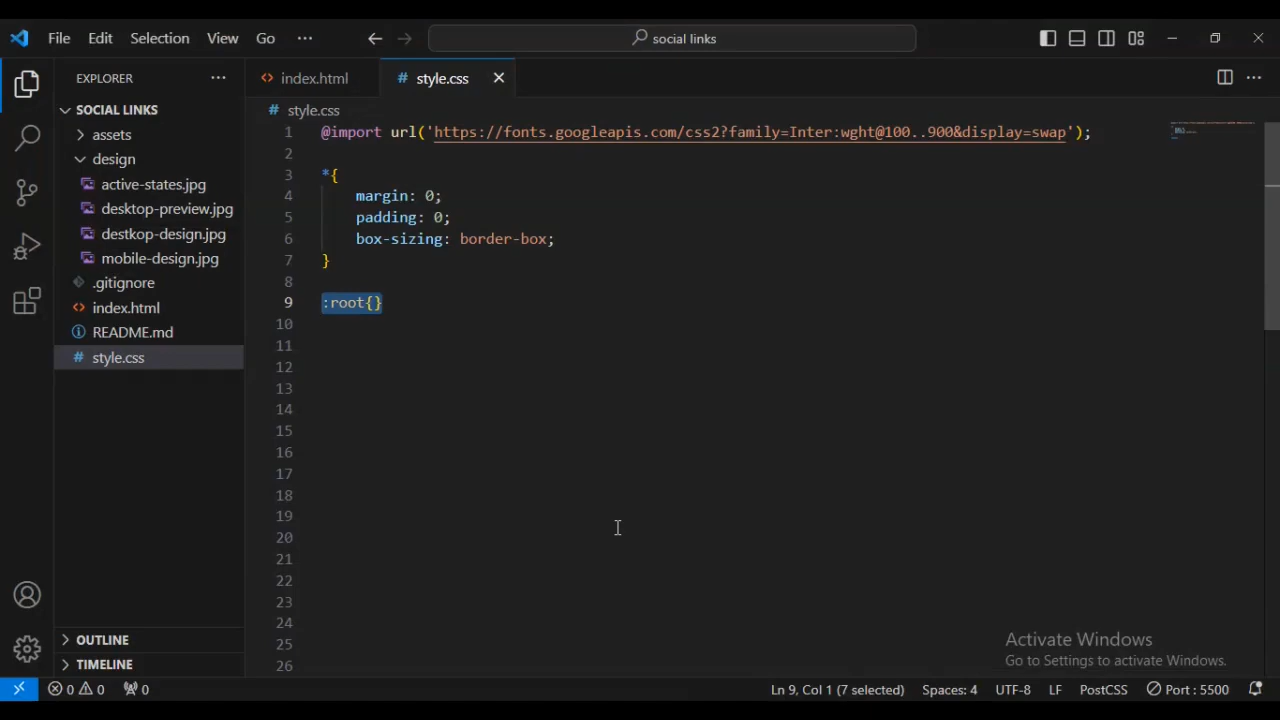 File Edit Selection View Go ··· social links
EXPLORER ···
index.html
style.css
SOCIAL LINKS
assets
design
active-states.jpg
desktop-preview.jpg
destkop-design.jpg
mobile-design.jpg
.gitignore
index.html
README.md
style.css
OUTLINE
TIMELINE
# style.css
1 @import url('https://fonts.googleapis.com/css2?family=Inter:wght@100..900&display=swap');
2
3 *{
4 margin: 0;
5 padding: 0;
6 box-sizing: border-box;
7 }
8
9 :root{}
10
11
12
13
14
15
16
17
18
19
20
21
22
23
24
25
26
Activate Windows
Go to Settings to activate Windows.
0 0 0 Ln 9, Col 1 (7 selected) Spaces: 4 UTF-8 LF PostCSS Port : 5500